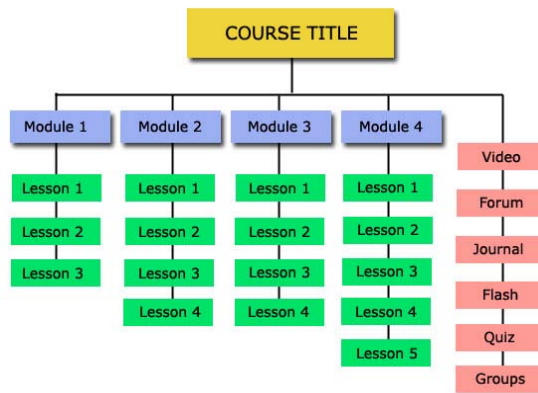 COURSE TITLE
Module 1
Lesson 1
Lesson 2
Lesson 3
Module 2
Lesson 1
Lesson 2
Lesson 3
Lesson 4
Module 3
Lesson 1
Lesson 2
Lesson 3
Lesson 4
Module 4
Lesson 1
Lesson 2
Lesson 3
Lesson 4
Lesson 5
Video
Forum
Journal
Flash
Quiz
Groups